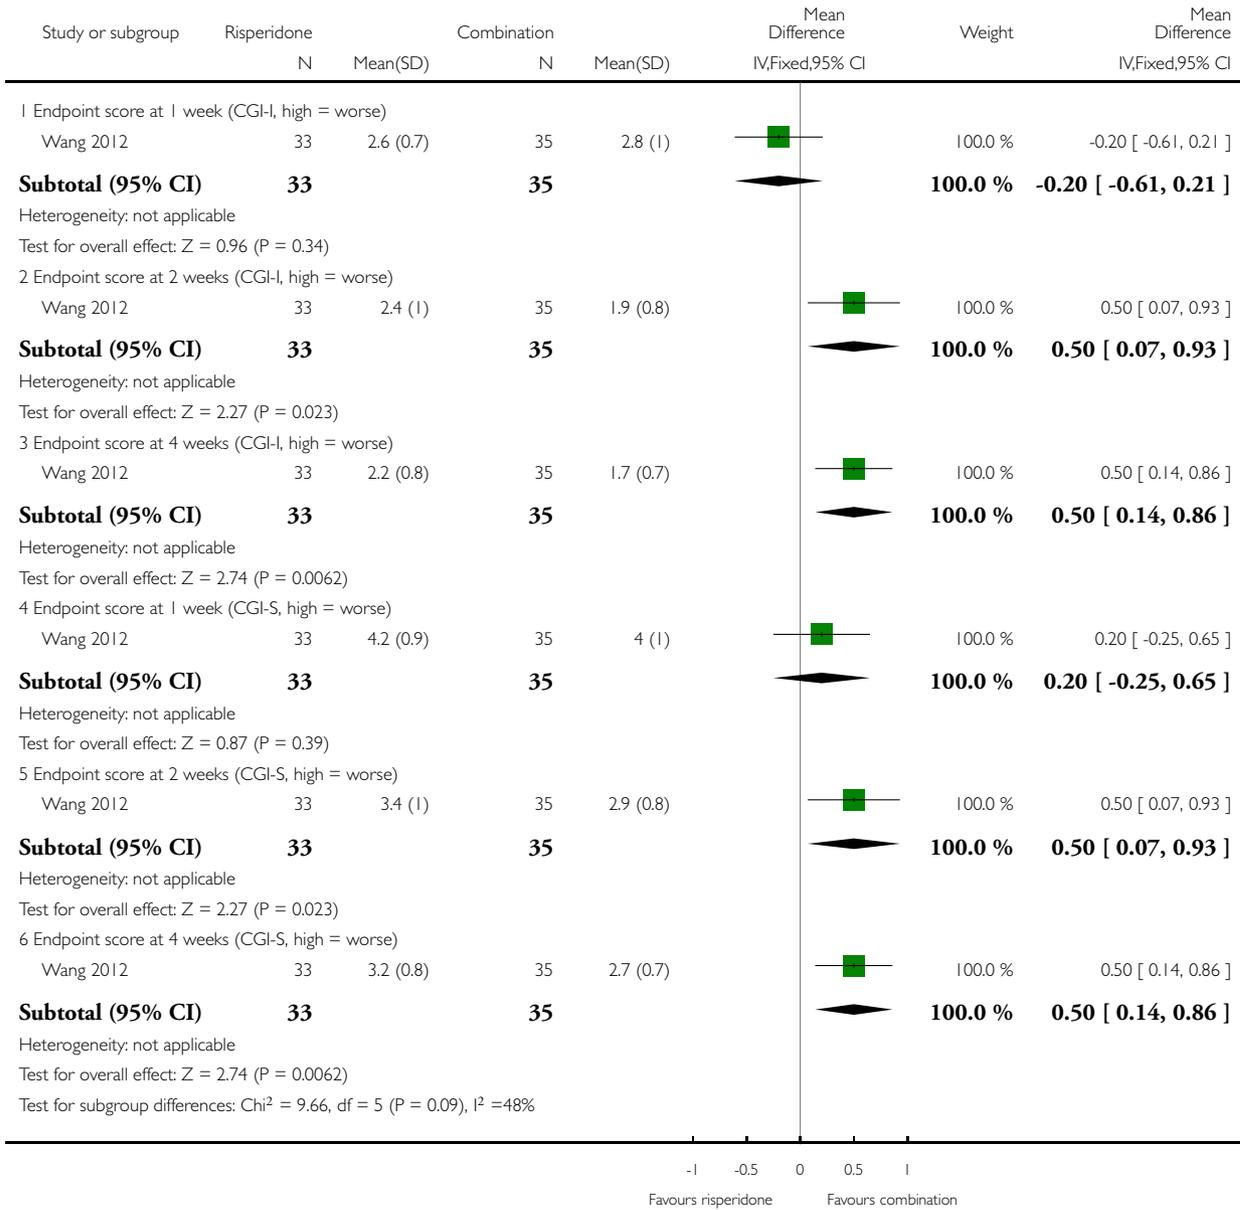 Mean Mean
Study or subgroup Risperidone Combination Difference Weight Difference
N Mean(SD) N Mean(SD) IV,Fixed,95% CI IV,Fixed,95% CI
1 Endpoint score at 1 week (CGI-I, high = worse)
Wang 2012 33 2.6 (0.7) 35 2.8 (1) 100.0 % -0.20 [ -0.61, 0.21 ]
Subtotal (95% CI) 33 35 100.0 % -0.20 [ -0.61, 0.21 ]
Heterogeneity: not applicable
Test for overall effect: Z = 0.96 (P = 0.34)
2 Endpoint score at 2 weeks (CGI-I, high = worse)
Wang 2012 33 2.4 (1) 35 1.9 (0.8) 100.0 % 0.50 [ 0.07, 0.93 ]
Subtotal (95% CI) 33 35 100.0 % 0.50 [ 0.07, 0.93 ]
Heterogeneity: not applicable
Test for overall effect: Z = 2.27 (P = 0.023)
3 Endpoint score at 4 weeks (CGI-I, high = worse)
Wang 2012 33 2.2 (0.8) 35 1.7 (0.7) 100.0 % 0.50 [ 0.14, 0.86 ]
Subtotal (95% CI) 33 35 100.0 % 0.50 [ 0.14, 0.86 ]
Heterogeneity: not applicable
Test for overall effect: Z = 2.74 (P = 0.0062)
4 Endpoint score at 1 week (CGI-S, high = worse)
Wang 2012 33 4.2 (0.9) 35 4 (1) 100.0 % 0.20 [ -0.25, 0.65 ]
Subtotal (95% CI) 33 35 100.0 % 0.20 [ -0.25, 0.65 ]
Heterogeneity: not applicable
Test for overall effect: Z = 0.87 (P = 0.39)
5 Endpoint score at 2 weeks (CGI-S, high = worse)
Wang 2012 33 3.4 (1) 35 2.9 (0.8) 100.0 % 0.50 [ 0.07, 0.93 ]
Subtotal (95% CI) 33 35 100.0 % 0.50 [ 0.07, 0.93 ]
Heterogeneity: not applicable
Test for overall effect: Z = 2.27 (P = 0.023)
6 Endpoint score at 4 weeks (CGI-S, high = worse)
Wang 2012 33 3.2 (0.8) 35 2.7 (0.7) 100.0 % 0.50 [ 0.14, 0.86 ]
Subtotal (95% CI) 33 35 100.0 % 0.50 [ 0.14, 0.86 ]
Heterogeneity: not applicable
Test for overall effect: Z = 2.74 (P = 0.0062)
Test for subgroup differences: Chi² = 9.66, df = 5 (P = 0.09), I² =48%
-1 -0.5 0 0.5 1
Favours risperidone Favours combination